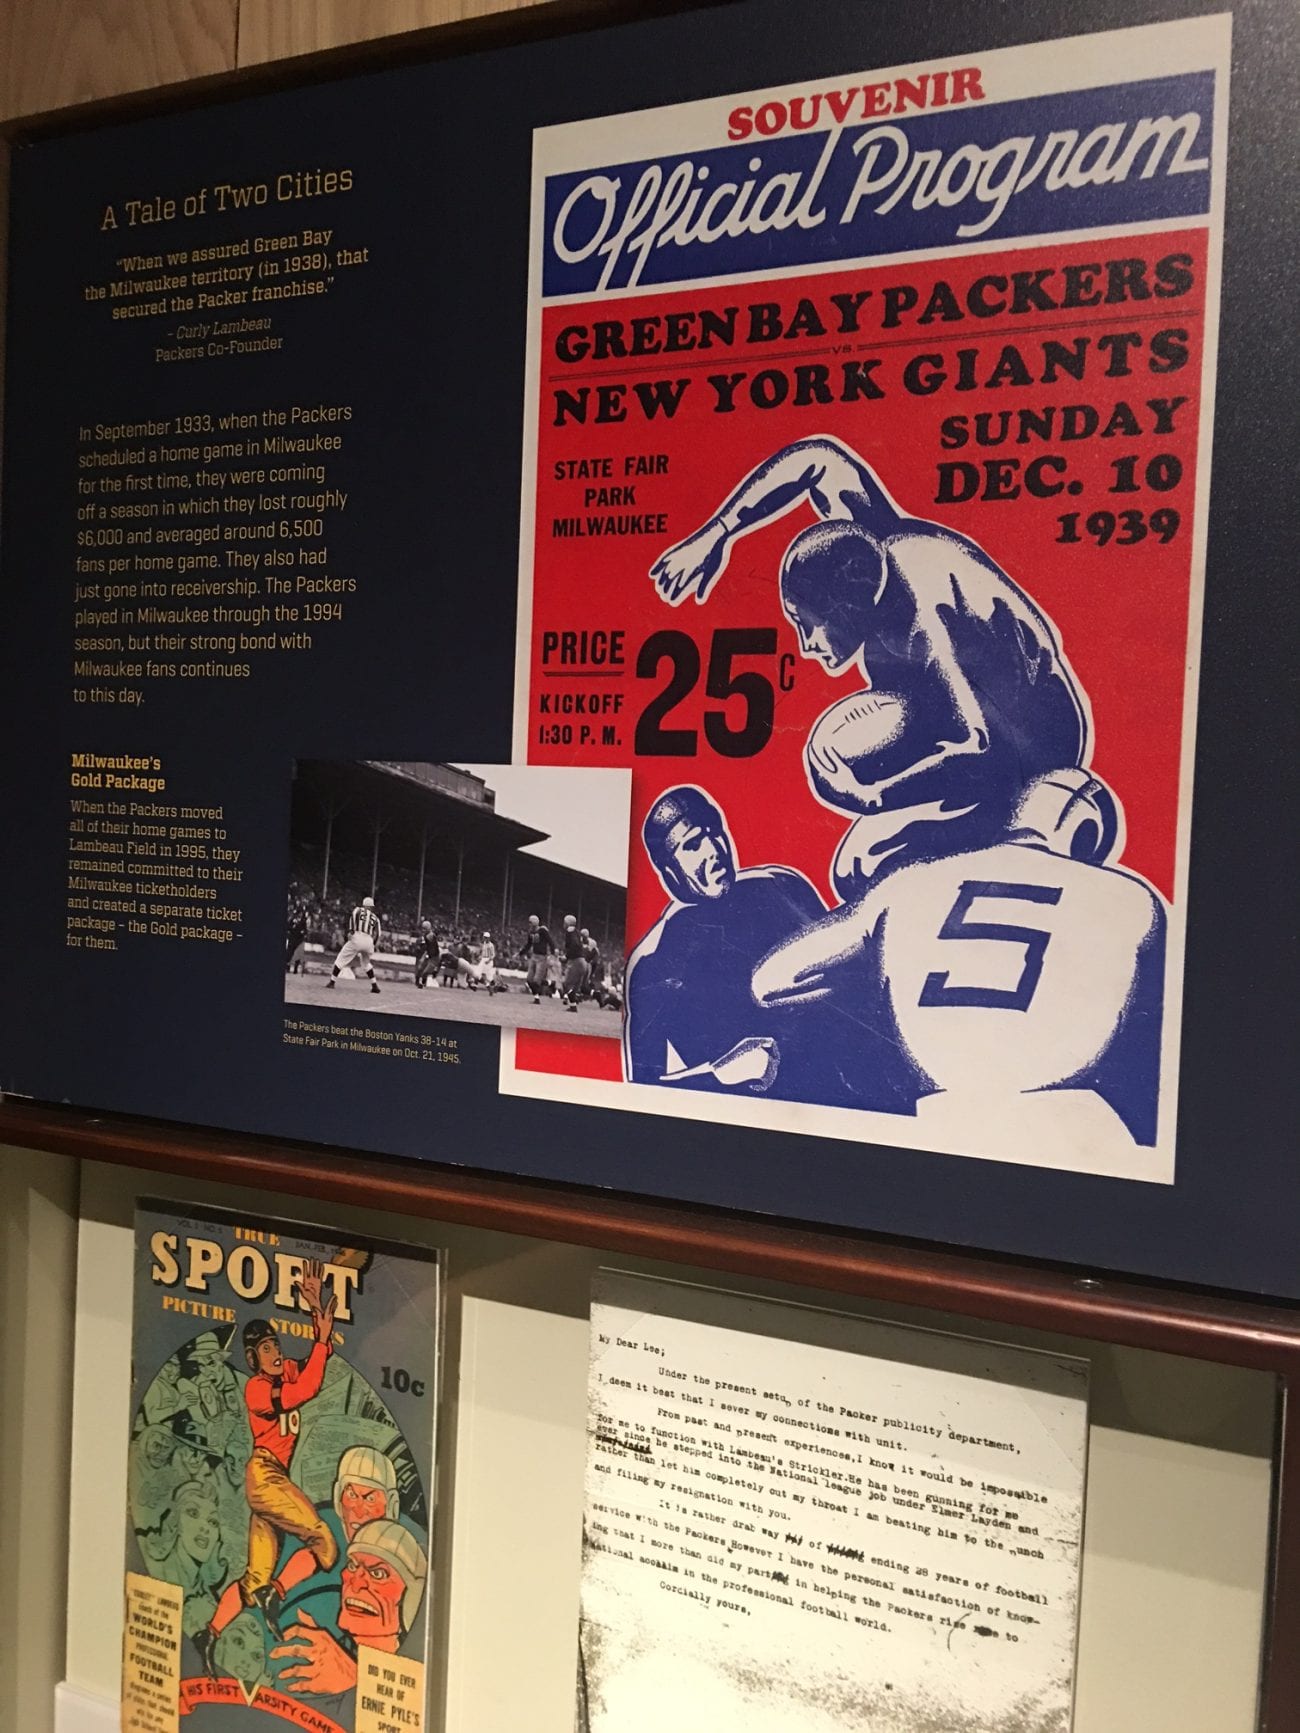 A Tale of Two Cities
“When we assured Green Bay
the Milwaukee territory (in 1938), that
secured the Packer franchise.”
– Curly Lambeau
Packers Co-Founder
In September 1933, when the Packers
scheduled a home game in Milwaukee
for the first time, they were coming
off a season in which they lost roughly
$6,000 and averaged around 6,500
fans per home game. They also had
just gone into receivership. The Packers
played in Milwaukee through the 1994
season, but their strong bond with
Milwaukee fans continues
to this day.
Milwaukee’s
Gold Package
When the Packers moved
all of their home games to
Lambeau Field in 1995, they
remained committed to their
Milwaukee ticketholders
and created a separate ticket
package – the Gold package –
for them.
The Packers beat the Boston Yanks 38-14 at
State Fair Park in Milwaukee on Oct. 21, 1945.
SOUVENIR
Official Program
GREEN BAY PACKERS
VS.
NEW YORK GIANTS
SUNDAY
DEC. 10
1939
STATE FAIR
PARK
MILWAUKEE
PRICE
25c
KICKOFF
1:30 P. M.
5
TRUE
SPORT
PICTURE
STORIES
10c
10
"CURLY" LAMBEAU
coach of the
WORLD'S
CHAMPION
PROFESSIONAL
FOOTBALL
TEAM
HIS FIRST VARSITY GAME
DID YOU EVER
HEAR OF
ERNIE PYLE'S
SPORT
My Dear Lee;
Under the present setu of the Packer publicity department,
I deem it best that I sever my connections with unit.
From past and present experiences,I know it would be impossible
for me to function with Lambeau's Strickler.He has been gunning for me
ever since he stepped into the National league job under Elmer Layden and
rather than let him completely cut my throat I am beating him to the punch
and filing my resignation with you.
It is rather drab way of ending 28 years of football
service with the Packers However I have the personal satisfaction of know-
ing that I more than did my part in helping the Packers rise to
national acclaim in the professional football world.
Cordially yours,